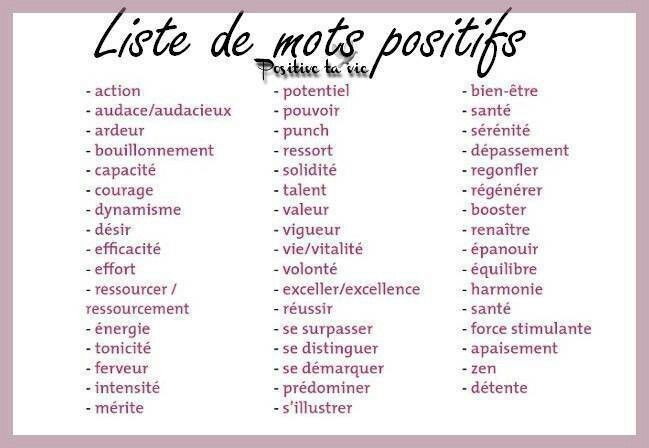 Liste de mots positifs
Positive ta vie
- action
- audace/audacieux
- ardeur
- bouillonnement
- capacité
- courage
- dynamisme
- désir
- efficacité
- effort
- ressourcer /
ressourcement
- énergie
- tonicité
- ferveur
- intensité
- mérite
- potentiel
- pouvoir
- punch
- ressort
- solidité
- talent
- valeur
- vigueur
- vie/vitalité
- volonté
- exceller/excellence
- réussir
- se surpasser
- se distinguer
- se démarquer
- prédominer
- s'illustrer
- bien-être
- santé
- sérénité
- dépassement
- regonfler
- régénérer
- booster
- renaître
- épanouir
- équilibre
- harmonie
- santé
- force stimulante
- apaisement
- zen
- détente